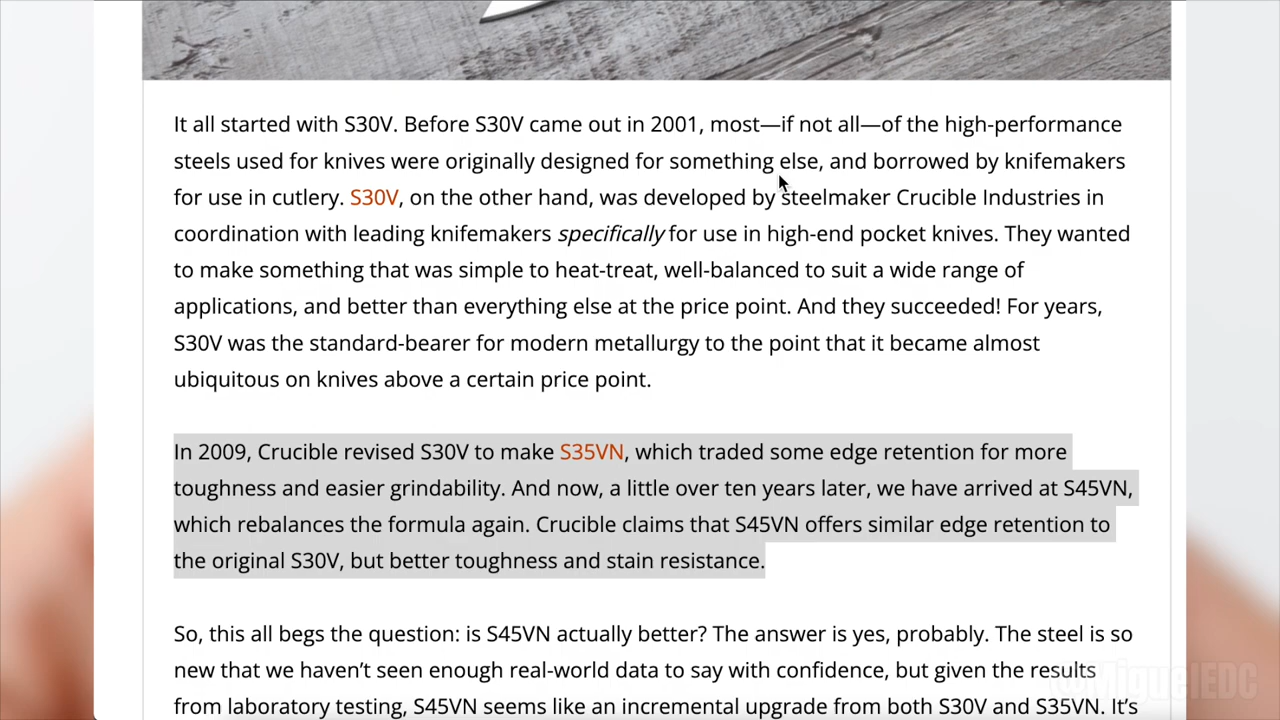 It all started with S30V. Before S30V came out in 2001, most—if not all—of the high-performance
steels used for knives were originally designed for something else, and borrowed by knifemakers
for use in cutlery. S30V, on the other hand, was developed by steelmaker Crucible Industries in
coordination with leading knifemakers specifically for use in high-end pocket knives. They wanted
to make something that was simple to heat-treat, well-balanced to suit a wide range of
applications, and better than everything else at the price point. And they succeeded! For years,
S30V was the standard-bearer for modern metallurgy to the point that it became almost
ubiquitous on knives above a certain price point.
In 2009, Crucible revised S30V to make S35VN, which traded some edge retention for more
toughness and easier grindability. And now, a little over ten years later, we have arrived at S45VN,
which rebalances the formula again. Crucible claims that S45VN offers similar edge retention to
the original S30V, but better toughness and stain resistance.
So, this all begs the question: is S45VN actually better? The answer is yes, probably. The steel is so
new that we haven't seen enough real-world data to say with confidence, but given the results
from laboratory testing, S45VN seems like an incremental upgrade from both S30V and S35VN. It's
@MiguelEDC